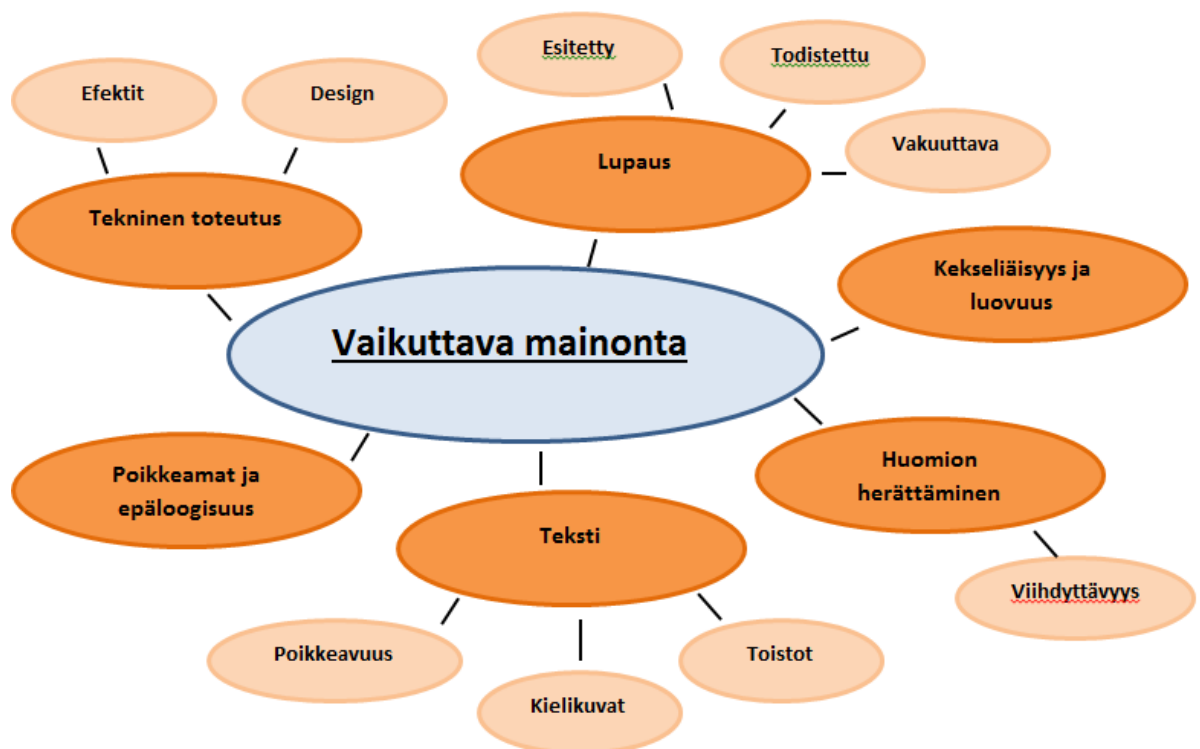 Esitetty
Todistettu
Efektit
Design
Vakuuttava
Lupaus
Tekninen toteutus
Kekseliäisyys ja
luovuus
Vaikuttava mainonta
Poikkeamat ja
epäloogisuus
Huomion
herättäminen
Teksti
Viihdyttävyys
Poikkeavuus
Toistot
Kielikuvat